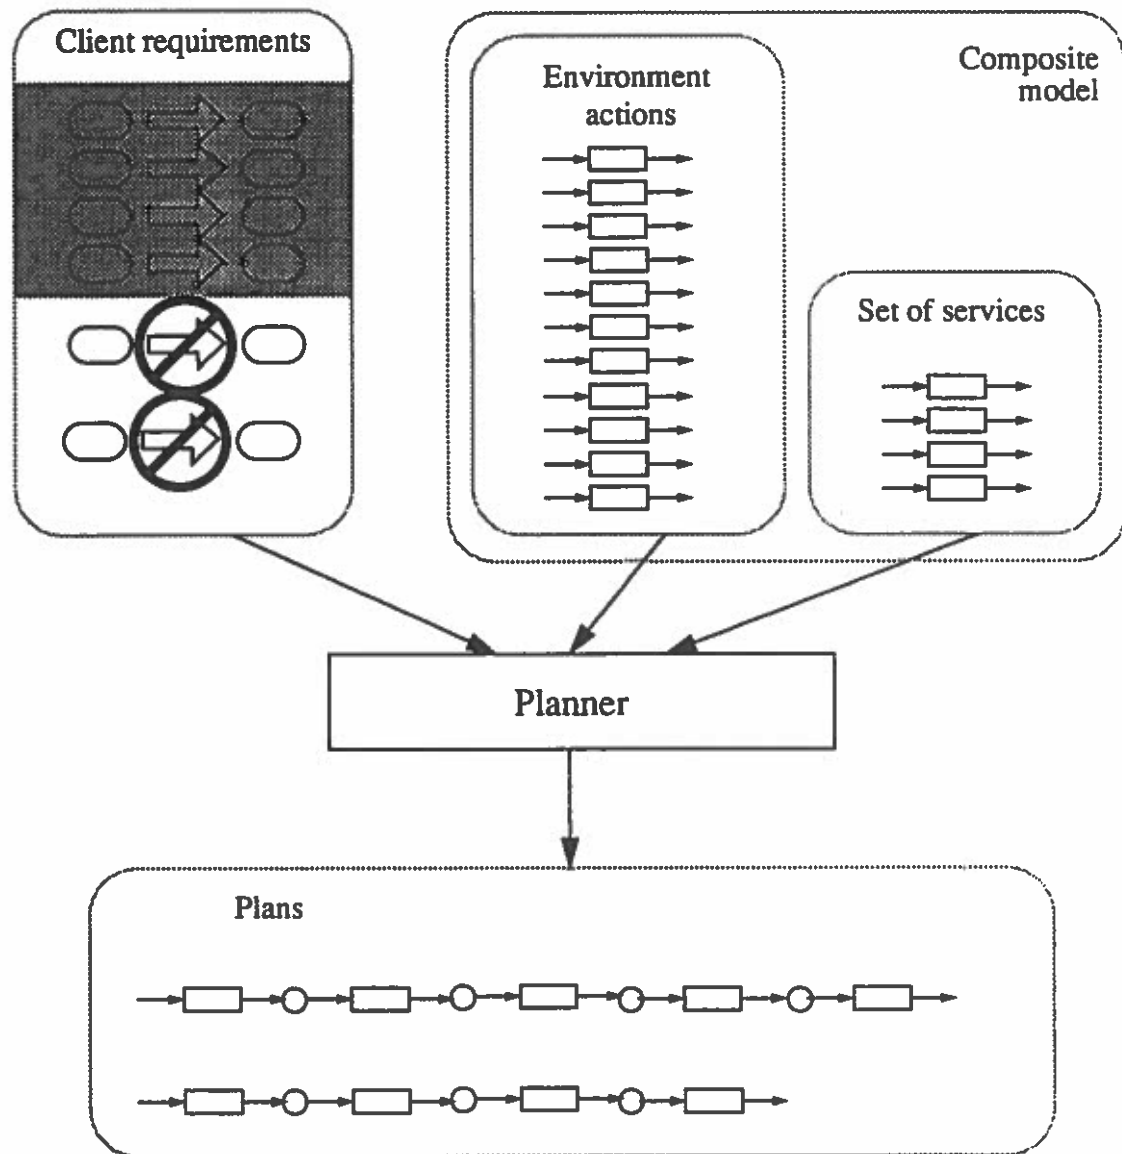 Client requirements
Composite
model
Environment
actions
Set of services
Planner
Plans